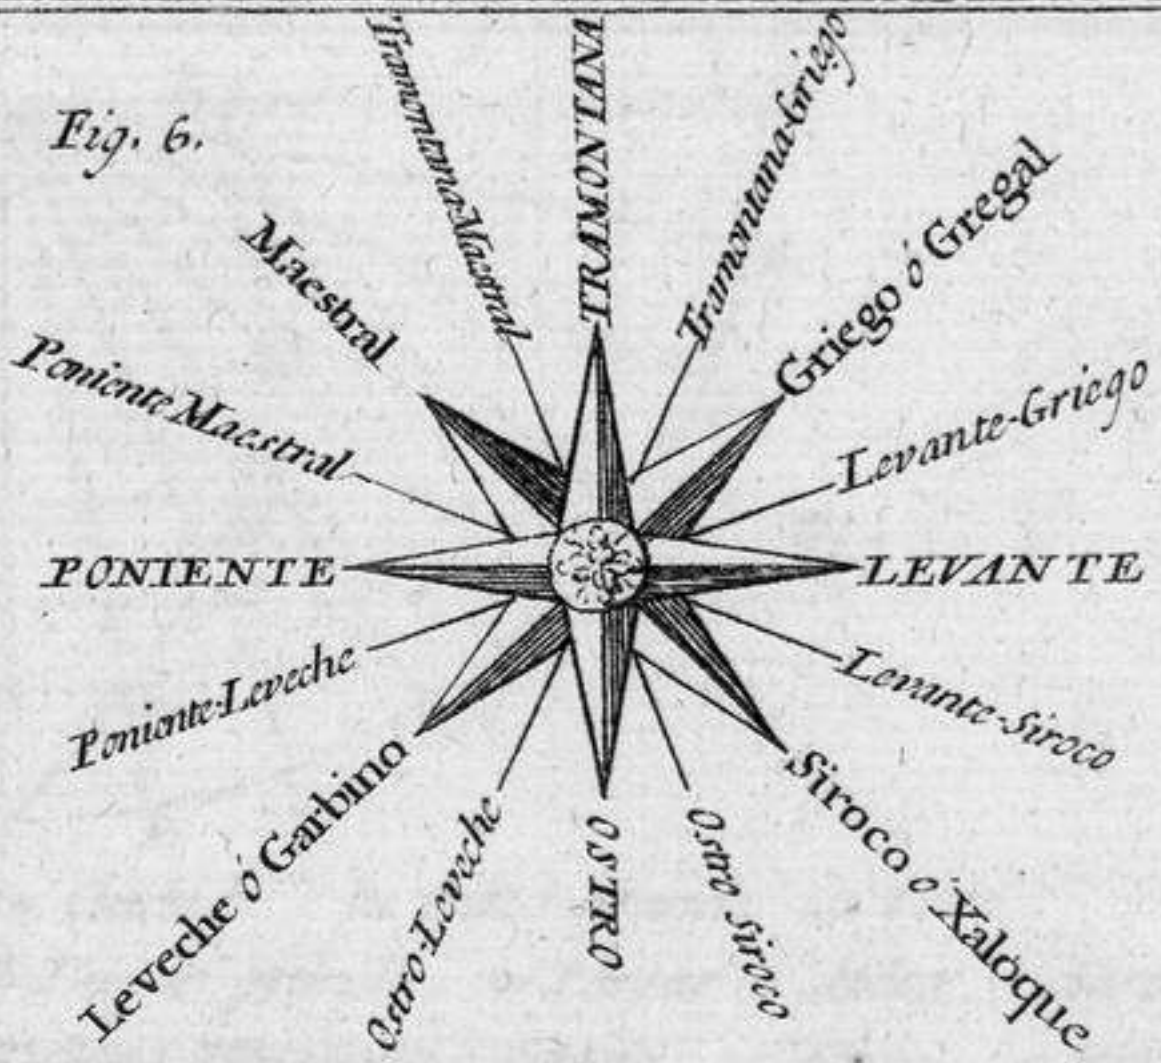 Fig. 6.
Tramontana-Maestral
TRAMONTANA
Tramontana-Griego
Maestral
Griego ó Gregal
Poniente Maestral
Levante-Griego
PONIENTE
LEVANTE
Poniente-Leveche
Levante-Siroco
Leveche ó Garbino
Ostro-Leveche
OSTRO
Ostro Siroco
Siroco ó Xaloque